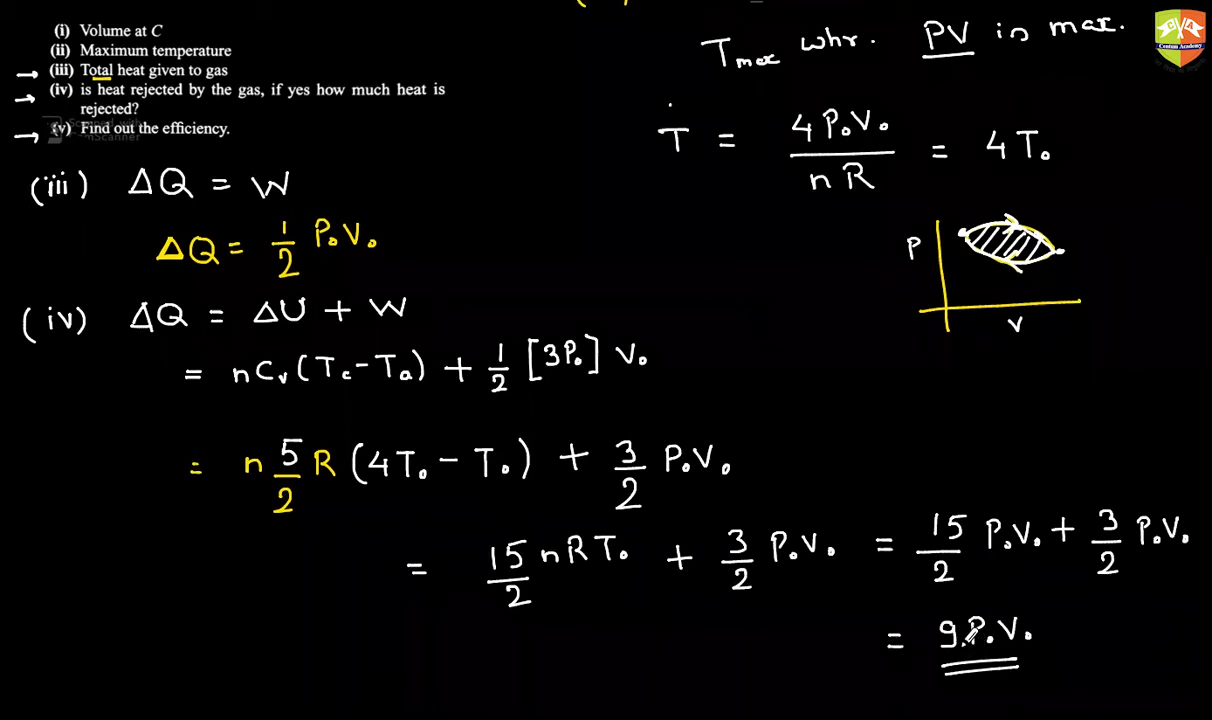 (i) Volume at C
(ii) Maximum temperature
(iii) Total heat given to gas
(iv) is heat rejected by the gas, if yes how much heat is
rejected?
(v) Find out the efficiency.
Tmax whr. PV is max.
T = 4P₀V₀ / nR = 4T₀
(iii) ΔQ = W
ΔQ = 1/2 P₀V₀
P
V
(iv) ΔQ = ΔU + W
= nCv(Tc - Ta) + 1/2 [3P₀] V₀
= n 5/2 R (4T₀ - T₀) + 3/2 P₀V₀
= 15/2 nRT₀ + 3/2 P₀V₀ = 15/2 P₀V₀ + 3/2 P₀V₀
= 9P₀V₀